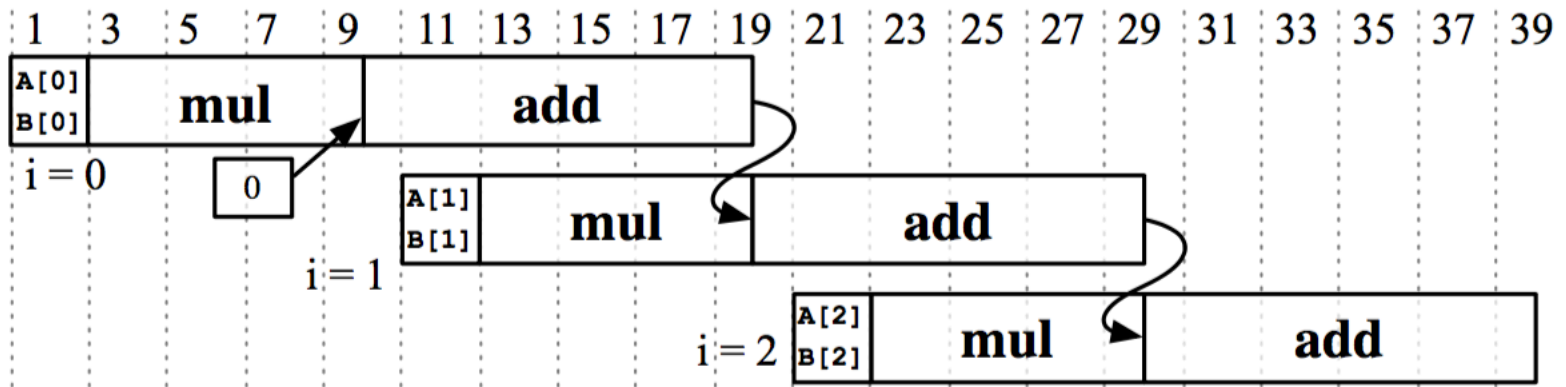 1 3 5 7 9 11 13 15 17 19 21 23 25 27 29 31 33 35 37 39
A[0]
B[0]
mul
add
i = 0
0
A[1]
B[1]
mul
add
i = 1
A[2]
B[2]
mul
add
i = 2